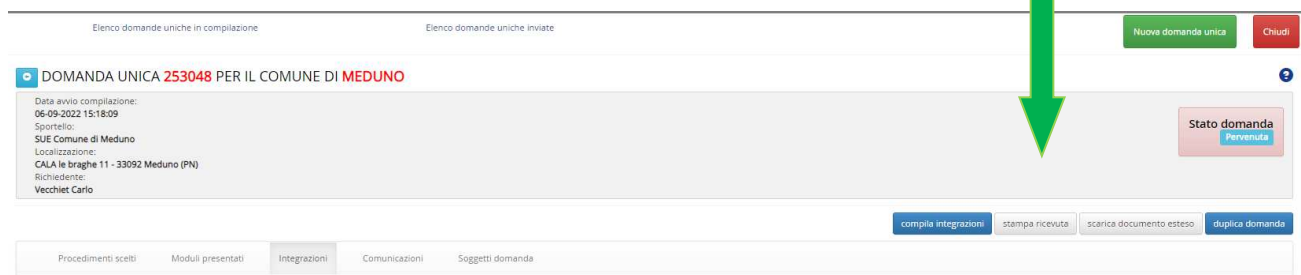 Elenco domande uniche in compilazione Elenco domande uniche inviate Nuova domanda unica Chiudi
DOMANDA UNICA 253048 PER IL COMUNE DI MEDUNO ?
Data avvio compilazione:
06-09-2022 15:18:09
Sportello:
SUE Comune di Meduno
Localizzazione:
CALA le braghe 11 - 33092 Meduno (PN)
Richiedente:
Vecchiet Carlo
Stato domanda
Pervenuta
compila integrazioni stampa ricevuta scarica documento esteso duplica domanda
Procedimenti scelti Moduli presentati Integrazioni Comunicazioni Soggetti domanda